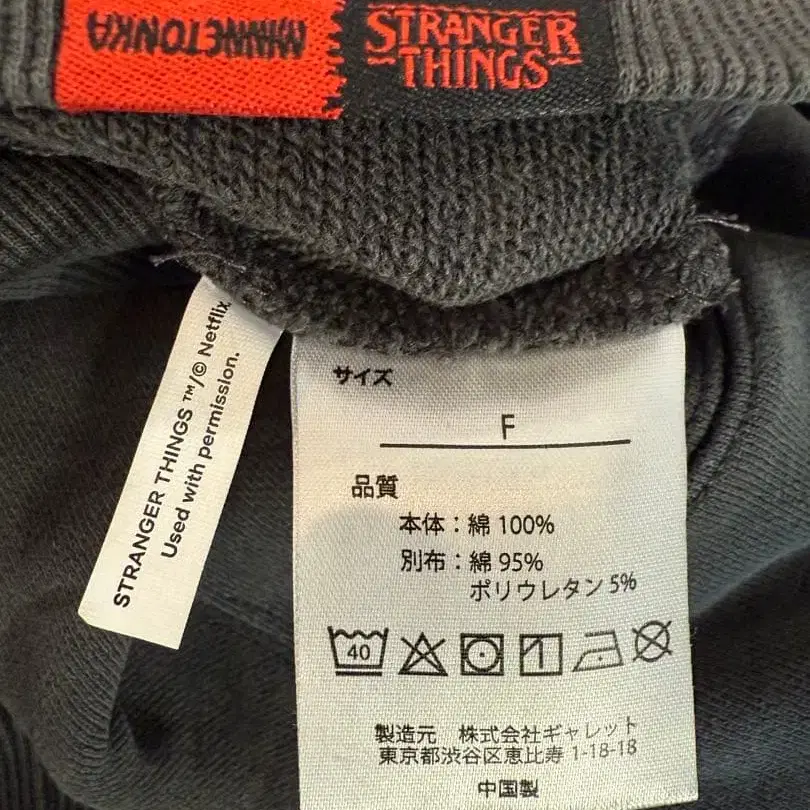 MINNETONKA
STRANGER
THINGS
STRANGER THINGS ™/© Netflix
Used with permission.
サイズ
F
品質
本体：綿 100%
別布：綿 95%
ポリウレタン 5%
40
製造元 株式会社ギャレット
東京都渋谷区恵比寿 1-18-18
中国製